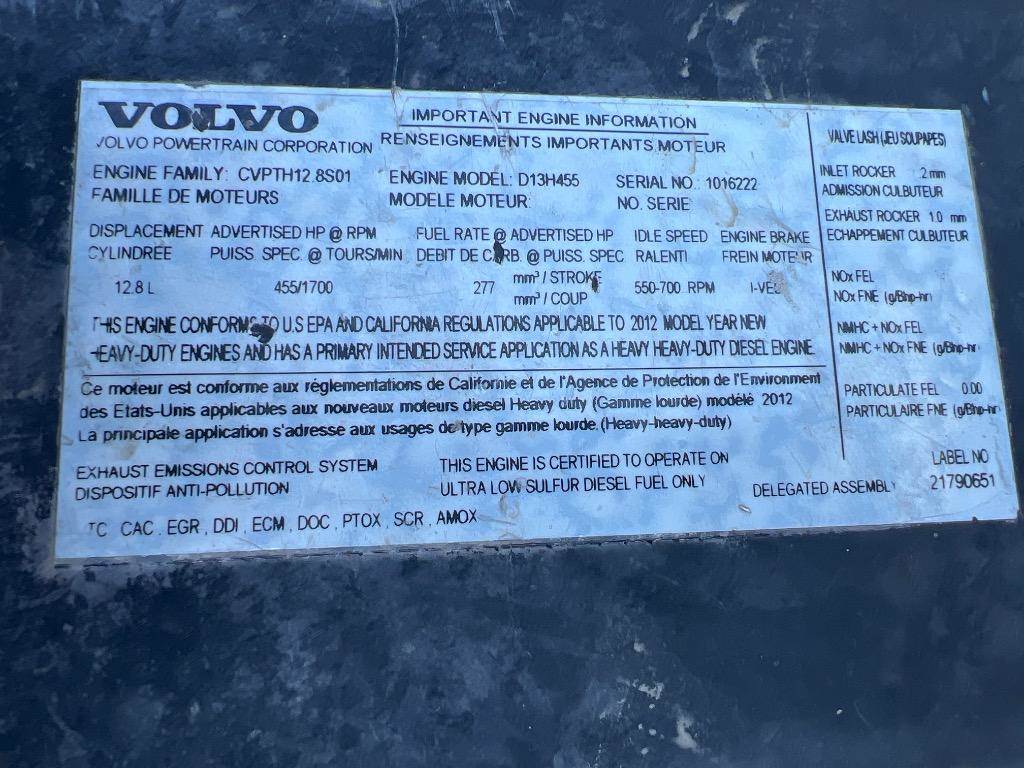 VOLVO
VOLVO POWERTRAIN CORPORATION
IMPORTANT ENGINE INFORMATION
RENSEIGNEMENTS IMPORTANTS MOTEUR
ENGINE FAMILY: CVPTH12.8S01
FAMILLE DE MOTEURS
ENGINE MODEL: D13H455
MODELE MOTEUR
SERIAL NO.: 1016222
NO. SERIE
DISPLACEMENT ADVERTISED HP @ RPM FUEL RATE @ ADVERTISED HP IDLE SPEED ENGINE BRAKE
CYLINDRÉE PUISS. SPEC. @ TOURS/MIN DEBIT DE CARB. @ PUISS. SPEC RALENTI FREIN MOTEUR
12.8 L 455/1700 277 mm³ / STROKE 550-700 RPM
mm³ / COUP
THIS ENGINE CONFORMS TO U.S EPA AND CALIFORNIA REGULATIONS APPLICABLE TO 2012 MODEL YEAR NEW
HEAVY-DUTY ENGINES AND HAS A PRIMARY INTENDED SERVICE APPLICATION AS A HEAVY HEAVY-DUTY DIESEL ENGINE
Ce moteur est conforme aux réglementations de Californie et de l'Agence de Protection de l'Environment
des Etats-Unis applicables aux nouveaux moteurs diesel Heavy duty (Gamme lourde) modélé 2012
La principale application s'adresse aux usages de type gamme lourde. (Heavy-heavy-duty)
EXHAUST EMISSIONS CONTROL SYSTEM
DISPOSITIF ANTI-POLLUTION
TC CAC . EGR , DDI , ECM , DOC , PTOX , SCR , AMOX
THIS ENGINE IS CERTIFIED TO OPERATE ON
ULTRA LOW SULFUR DIESEL FUEL ONLY
VALVE LASH (JEU SOUPAPES)
INLET ROCKER .2 mm
ADMISSION CULBUTEUR
EXHAUST ROCKER 1.0 mm
ECHAPPEMENT CULBUTEUR
NOx FEL
NOx FNE (g/Bhp-hr)
NMHC + NOx FEL
NMHC + NOx FNE (g/Bhp-hr)
PARTICULATE FEL 0.00
PARTICULAIRE FNE (g/Bhp-hr)
DELEGATED ASSEMBLY
LABEL NO
21790651